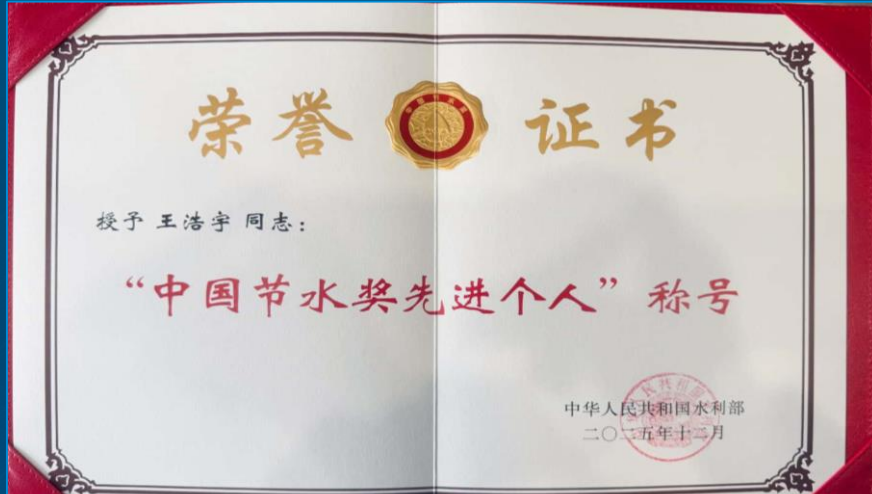 荣誉证书
授予 王浩宇 同志：
“中国节水奖先进个人”称号
中华人民共和国水利部
二〇二五年十二月